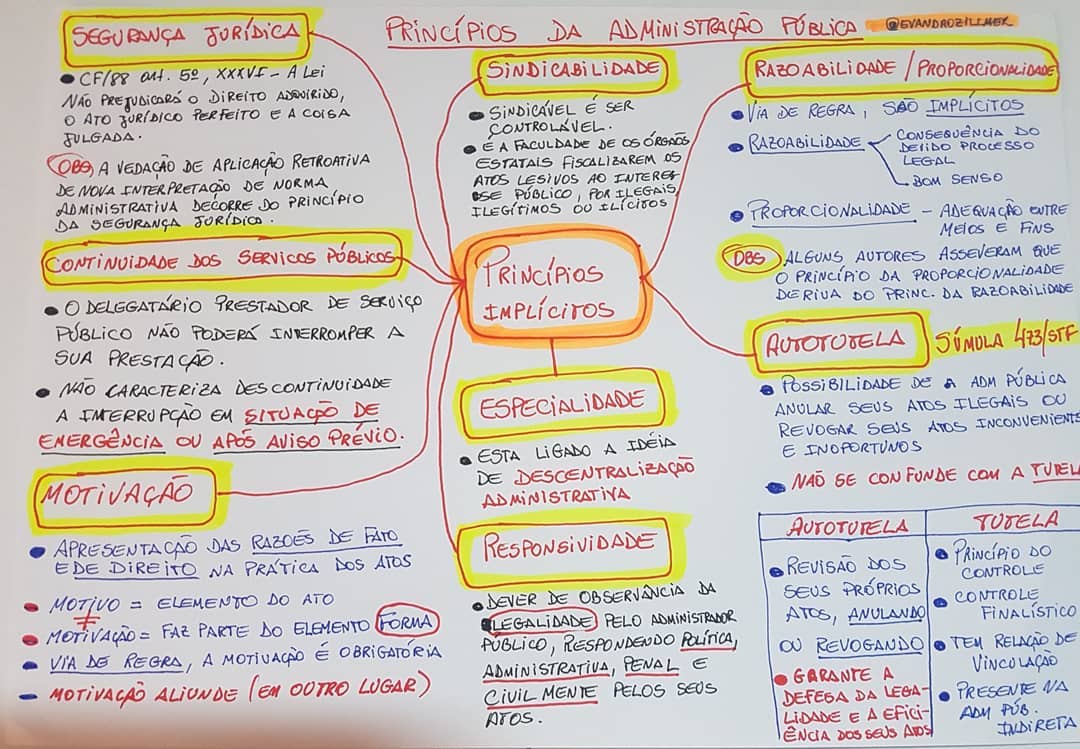 PRINCÍPIOS DA ADMINISTRAÇÃO PÚBLICA @EVANDROZILLMER
SEGURANÇA JURÍDICA
• CF/88 art. 5º, XXXVI - A LEI
NÃO PREJUDICARÁ O DIREITO ADQUIRIDO,
O ATO JURÍDICO PERFEITO E A COISA
JULGADA.
OBS, A VEDAÇÃO DE APLICAÇÃO RETROATIVA
DE NOVA INTERPRETAÇÃO DE NORMA
ADMINISTRATIVA DECORRE DO PRINCÍPIO
DA SEGURANÇA JURÍDICA.
CONTINUIDADE DOS SERVICOS PÚBLICOS
• O DELEGATÁRIO PRESTADOR DE SERVIÇO
PÚBLICO NÃO PODERÁ INTERROMPER A
SUA PRESTAÇÃO.
• NÃO CARACTERIZA DESCONTINUIDADE
A INTERRUPÇÃO EM SITUAÇÃO DE
EMERGÊNCIA OU APÓS AVISO PRÉVIO.
MOTIVAÇÃO
• APRESENTAÇÃO DAS RAZÕES DE FATO
E DE DIREITO NA PRÁTICA DOS ATOS
• MOTIVO = ELEMENTO DO ATO
≠
• MOTIVAÇÃO = FAZ PARTE DO ELEMENTO FORMA
- VIA DE REGRA, A MOTIVAÇÃO É OBRIGATÓRIA
- MOTIVAÇÃO ALIUNDE (EM OUTRO LUGAR)
SINDICABILIDADE
• SINDICÁVEL É SER
CONTROLÁVEL.
• É A FACULDADE DE OS ÓRGÃOS
ESTATAIS FISCALIZAREM OS
ATOS LESIVOS AO INTERES
SE PÚBLICO, POR ILEGAIS,
ILEGÍTIMOS OU ILÍCITOS
PRINCÍPIOS
IMPLÍCITOS
ESPECIALIDADE
• ESTA LIGADO A IDÉIA
DE DESCENTRALIZAÇÃO
ADMINISTRATIVA
RESPONSIVIDADE
• DEVER DE OBSERVÂNCIA DA
LEGALIDADE PELO ADMINISTRADOR
PÚBLICO, RESPONDENDO POLÍTICA,
ADMINISTRATIVA, PENAL E
CIVILMENTE PELOS SEUS
ATOS.
RAZOABILIDADE / PROPORCIONALIDADE
• VIA DE REGRA, SÃO IMPLÍCITOS
• RAZOABILIDADE
CONSEQUÊNCIA DO
DEVIDO PROCESSO
LEGAL
BOM SENSO
• PROPORCIONALIDADE - ADEQUAÇÃO ENTRE
MEIOS E FINS
OBS ALGUNS AUTORES ASSEVERAM QUE
O PRINCÍPIO DA PROPORCIONALIDADE
DERIVA DO PRINC. DA RAZOABILIDADE
AUTOTUTELA SÚMULA 473/STF
• POSSIBILIDADE DE A ADM PÚBLICA
ANULAR SEUS ATOS ILEGAIS OU
REVOGAR SEUS ATOS INCONVENIENTE
E INOPORTUNOS
• NÃO SE CONFUNDE COM A TUTELA
AUTOTUTELA
• REVISÃO DOS
SEUS PRÓPRIOS
ATOS, ANULANDO
OU REVOGANDO
• GARANTE A
DEFESA DA LEGA-
LIDADE E A EFICI-
ÊNCIA DOS SEUS ATOS
TUTELA
• PRINCÍPIO DO
CONTROLE
• CONTROLE
FINALÍSTICO
• TEM RELAÇÃO DE
VINCULAÇÃO
• PRESENTE NA
ADM PÚB.
INDIRETA